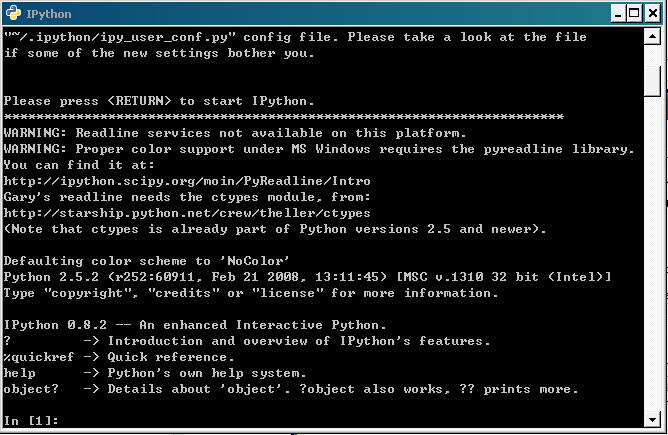 IPython
"~/.ipython/ipy_user_conf.py" config file. Please take a look at the file
if some of the new settings bother you.
Please press <RETURN> to start IPython.
**********************************************************************
WARNING: Readline services not available on this platform.
WARNING: Proper color support under MS Windows requires the pyreadline library.
You can find it at:
http://ipython.scipy.org/moin/PyReadline/Intro
Gary's readline needs the ctypes module, from:
http://starship.python.net/crew/theller/ctypes
(Note that ctypes is already part of Python versions 2.5 and newer).
Defaulting color scheme to 'NoColor'
Python 2.5.2 (r252:60911, Feb 21 2008, 13:11:45) [MSC v.1310 32 bit (Intel)]
Type "copyright", "credits" or "license" for more information.
IPython 0.8.2 -- An enhanced Interactive Python.
?         -> Introduction and overview of IPython's features.
%quickref -> Quick reference.
help      -> Python's own help system.
object?   -> Details about 'object'. ?object also works, ?? prints more.
In [1]: